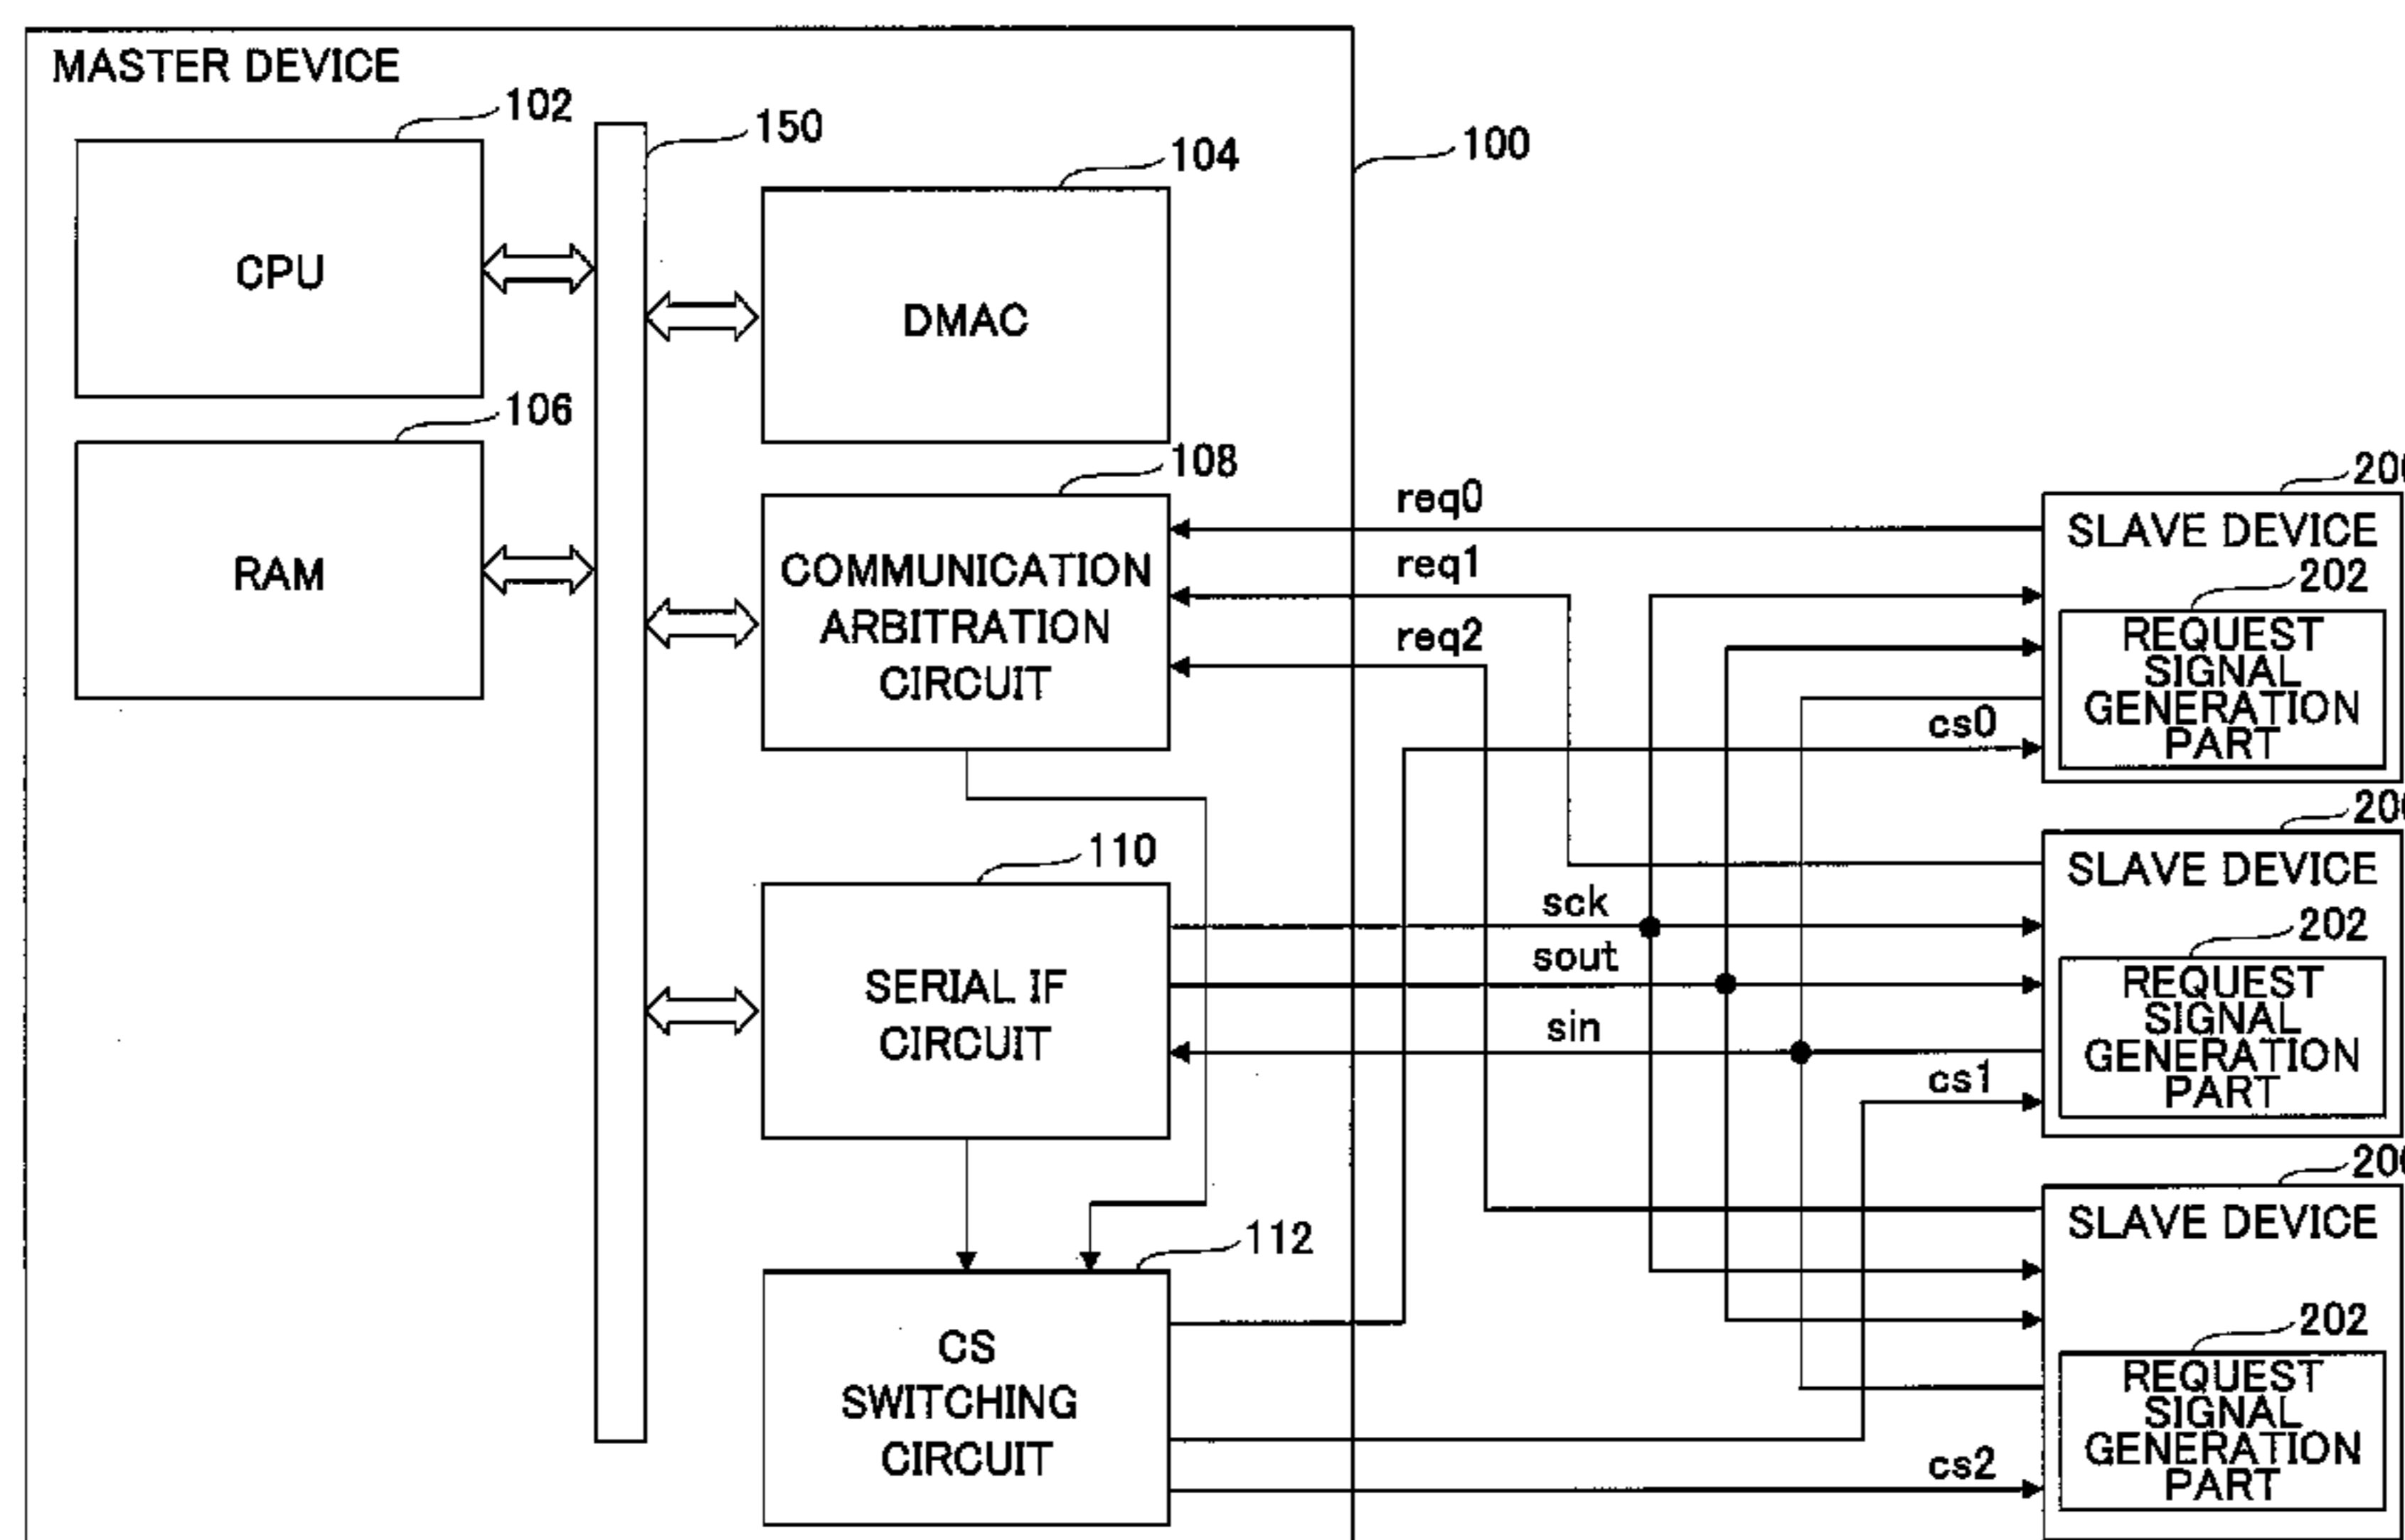 MASTER DEVICE
102
150
104
100
CPU
DMAC
106
108
RAM
COMMUNICATION
ARBITRATION
CIRCUIT
req0
req1
req2
SLAVE DEVICE
202
REQUEST
SIGNAL
GENERATION
PART
cs0
110
SERIAL IF
CIRCUIT
sck
sout
sin
SLAVE DEVICE
202
REQUEST
SIGNAL
GENERATION
PART
cs1
112
CS
SWITCHING
CIRCUIT
SLAVE DEVICE
202
REQUEST
SIGNAL
GENERATION
PART
cs2